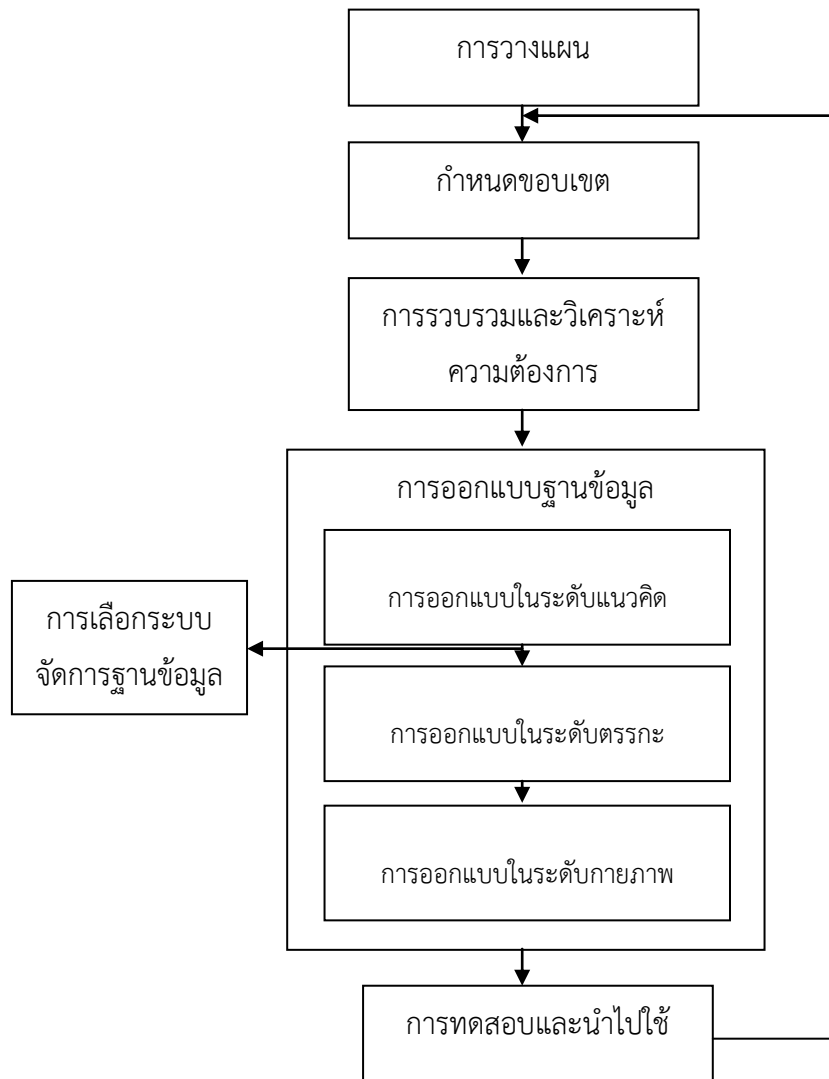 การวางแผน
กำหนดขอบเขต
การรวบรวมและวิเคราะห์
ความต้องการ
การออกแบบฐานข้อมูล
การออกแบบในระดับแนวคิด
การเลือกระบบ
จัดการฐานข้อมูล
การออกแบบในระดับตรรกะ
การออกแบบในระดับกายภาพ
การทดสอบและนำไปใช้